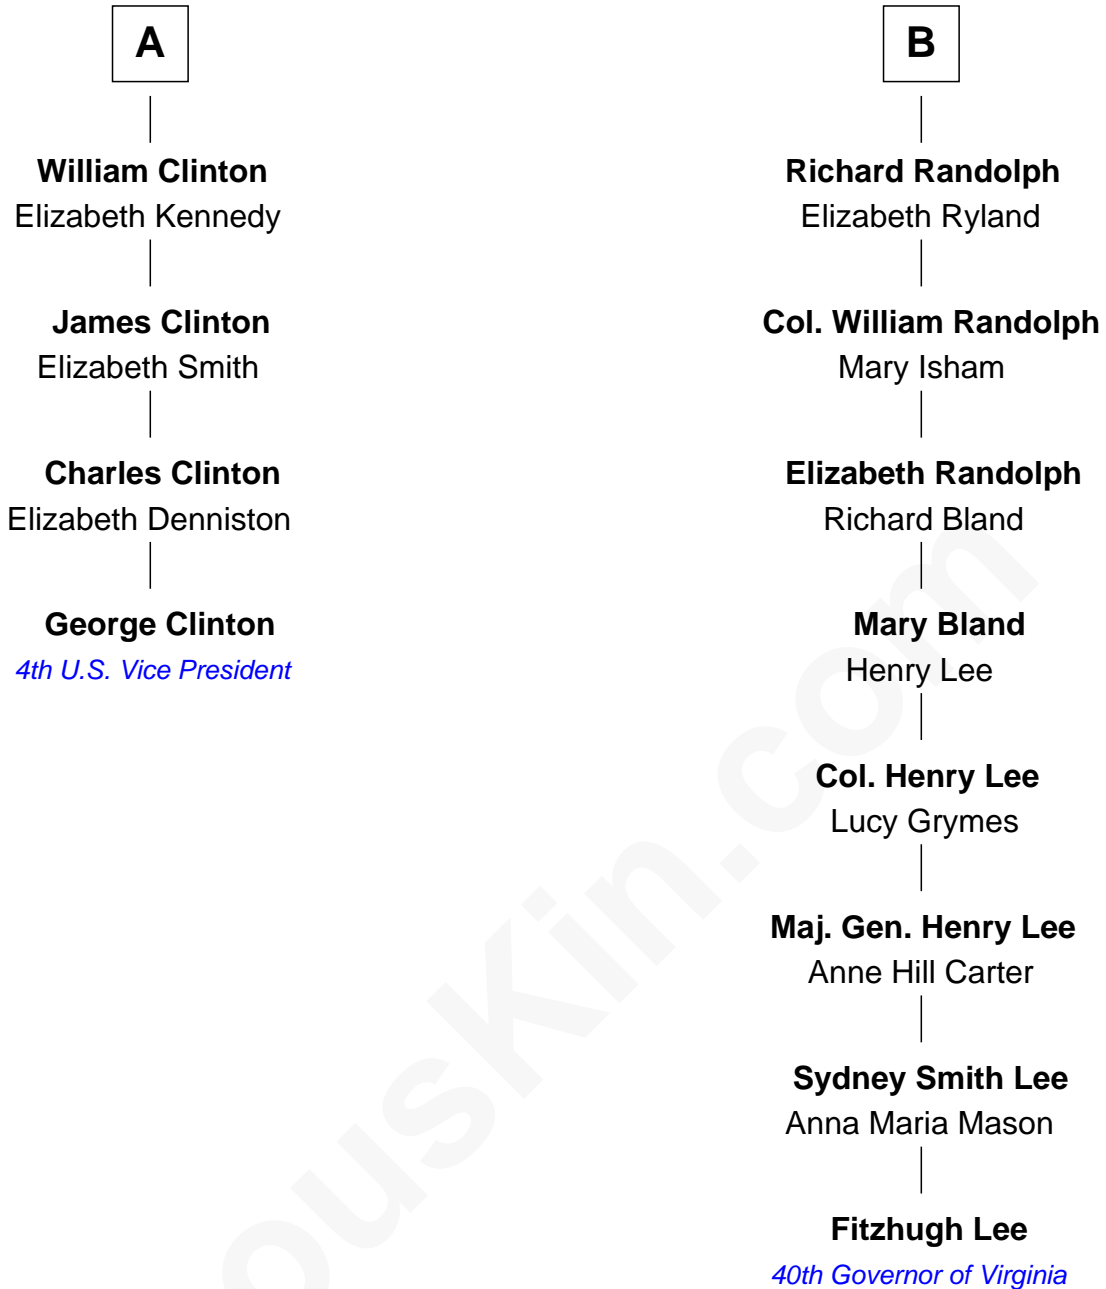 A
William Clinton
Elizabeth Kennedy
James Clinton
Elizabeth Smith
Charles Clinton
Elizabeth Denniston
George Clinton
4th U.S. Vice President
B
Richard Randolph
Elizabeth Ryland
Col. William Randolph
Mary Isham
Elizabeth Randolph
Richard Bland
Mary Bland
Henry Lee
Col. Henry Lee
Lucy Grymes
Maj. Gen. Henry Lee
Anne Hill Carter
Sydney Smith Lee
Anna Maria Mason
Fitzhugh Lee
40th Governor of Virginia
ouskin.com